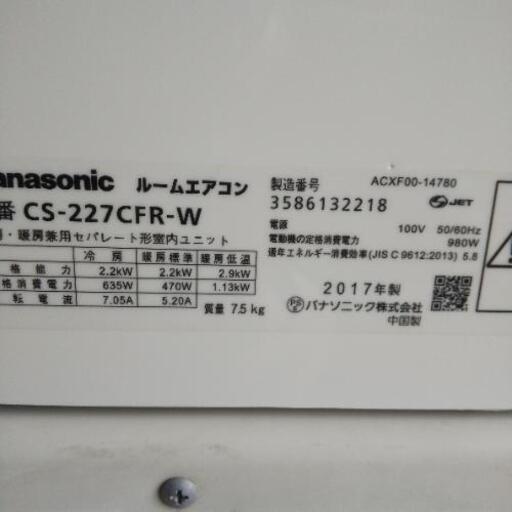 anasonic ルームエアコン
番 CS-227CFR-W
・暖房兼用セパレート形室内ユニット
冷 房 暖房標準 暖房低温
格 能 力 2.2kW 2.2kW 2.9kW
格消費電力 635W 470W 1.13kW
転 電 流 7.05A 5.20A
質量 7.5 kg
製造番号 ACXF00-14780
3586132218 JET
電源 100V 50/60Hz
電動機の定格消費電力 980W
通年エネルギー消費効率(JIS C 9612:2013) 5.8
2017年製
PS E パナソニック株式会社
中国製